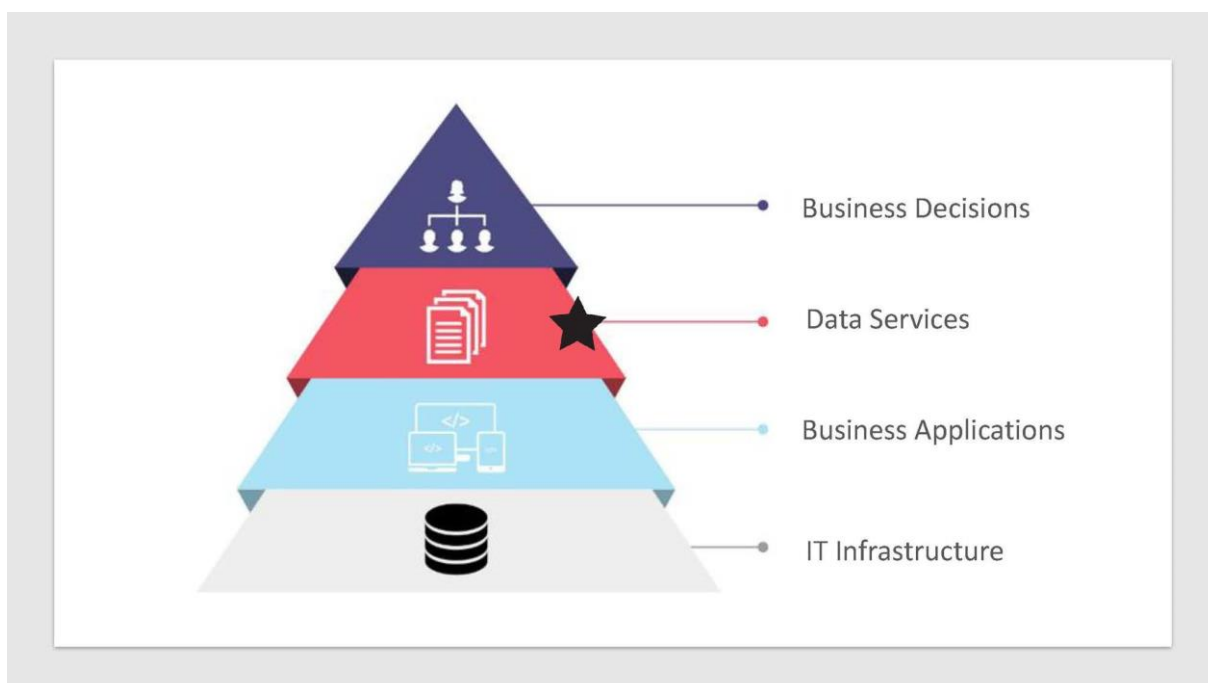 Business Decisions
Data Services
Business Applications
</>
</>
</>
IT Infrastructure